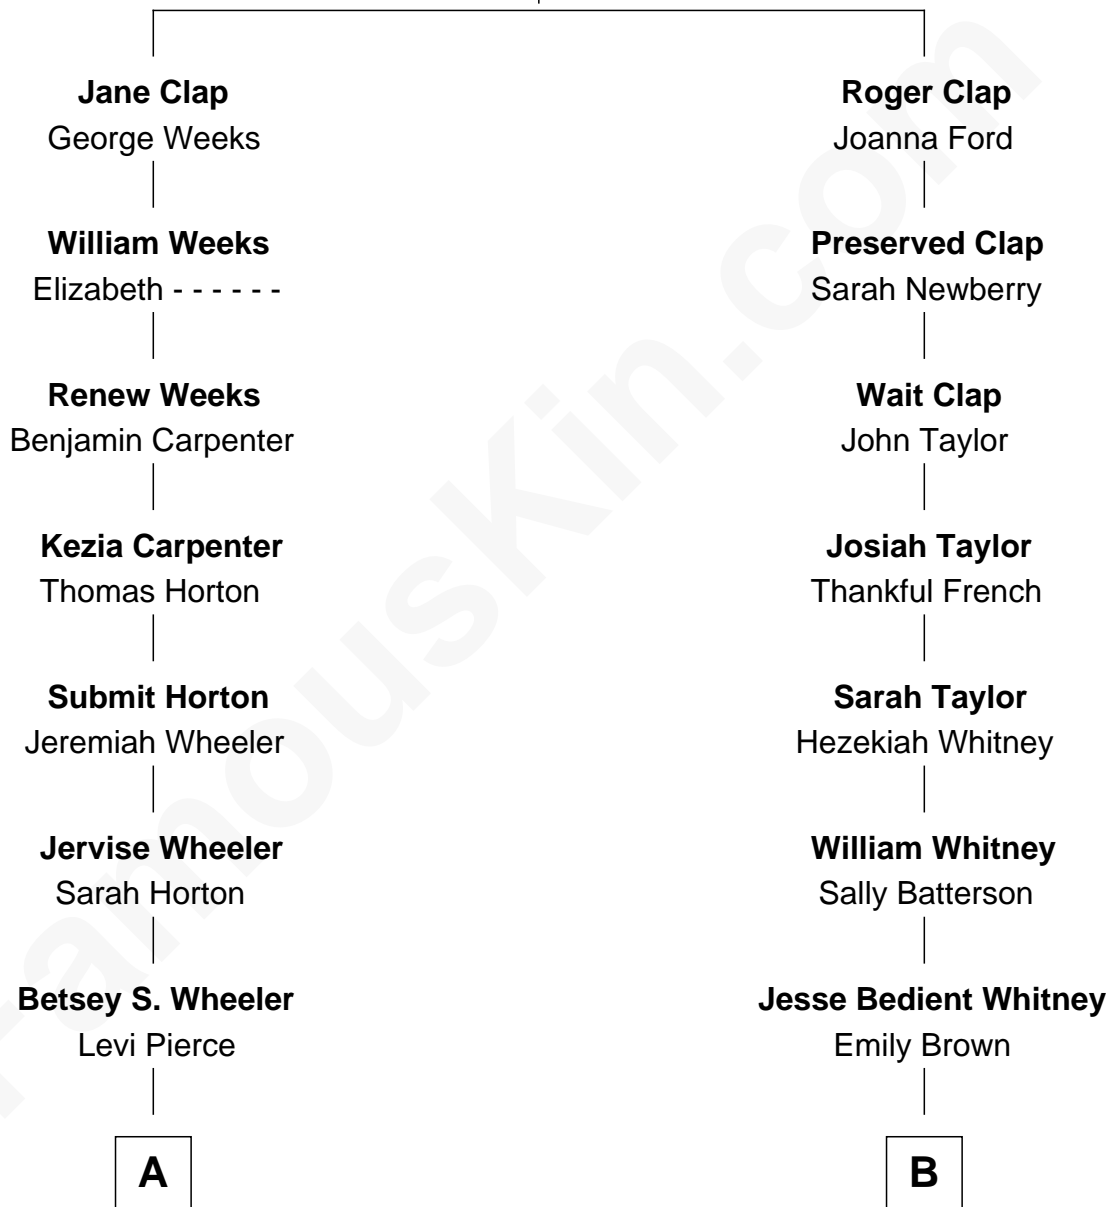 Jane Clap
George Weeks
William Weeks
Elizabeth - - - - - -
Renew Weeks
Benjamin Carpenter
Kezia Carpenter
Thomas Horton
Submit Horton
Jeremiah Wheeler
Jervise Wheeler
Sarah Horton
Betsey S. Wheeler
Levi Pierce
A
Roger Clap
Joanna Ford
Preserved Clap
Sarah Newberry
Wait Clap
John Taylor
Josiah Taylor
Thankful French
Sarah Taylor
Hezekiah Whitney
William Whitney
Sally Batterson
Jesse Bedient Whitney
Emily Brown
B
FamousKin.com